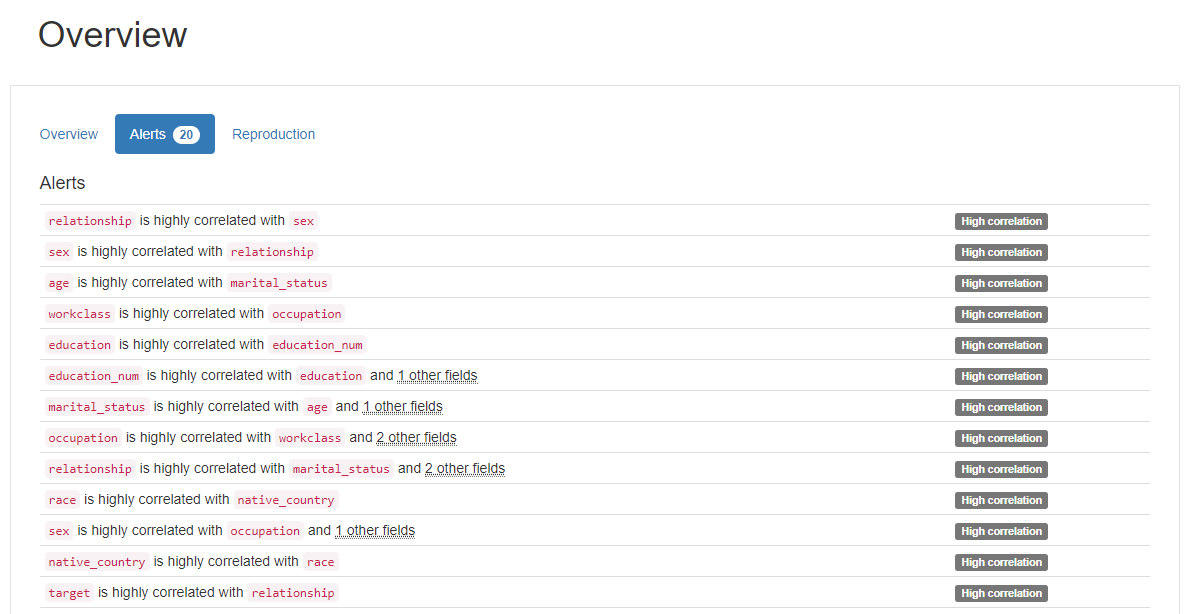 Overview
Overview Alerts 20 Reproduction
Alerts
relationship is highly correlated with sex High correlation
sex is highly correlated with relationship High correlation
age is highly correlated with marital_status High correlation
workclass is highly correlated with occupation High correlation
education is highly correlated with education_num High correlation
education_num is highly correlated with education and 1 other fields High correlation
marital_status is highly correlated with age and 1 other fields High correlation
occupation is highly correlated with workclass and 2 other fields High correlation
relationship is highly correlated with marital_status and 2 other fields High correlation
race is highly correlated with native_country High correlation
sex is highly correlated with occupation and 1 other fields High correlation
native_country is highly correlated with race High correlation
target is highly correlated with relationship High correlation